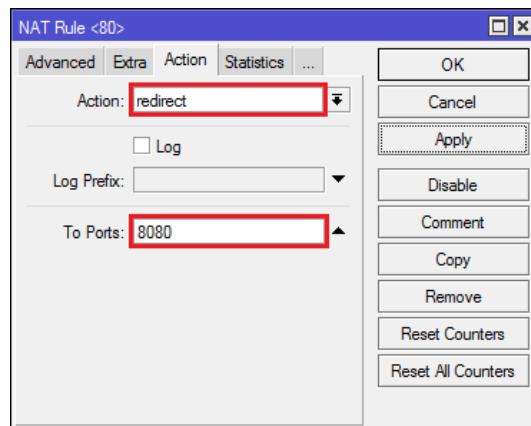 NAT Rule <80>
Advanced Extra Action Statistics ...
Action: redirect
Log
Log Prefix:
To Ports: 8080
OK
Cancel
Apply
Disable
Comment
Copy
Remove
Reset Counters
Reset All Counters